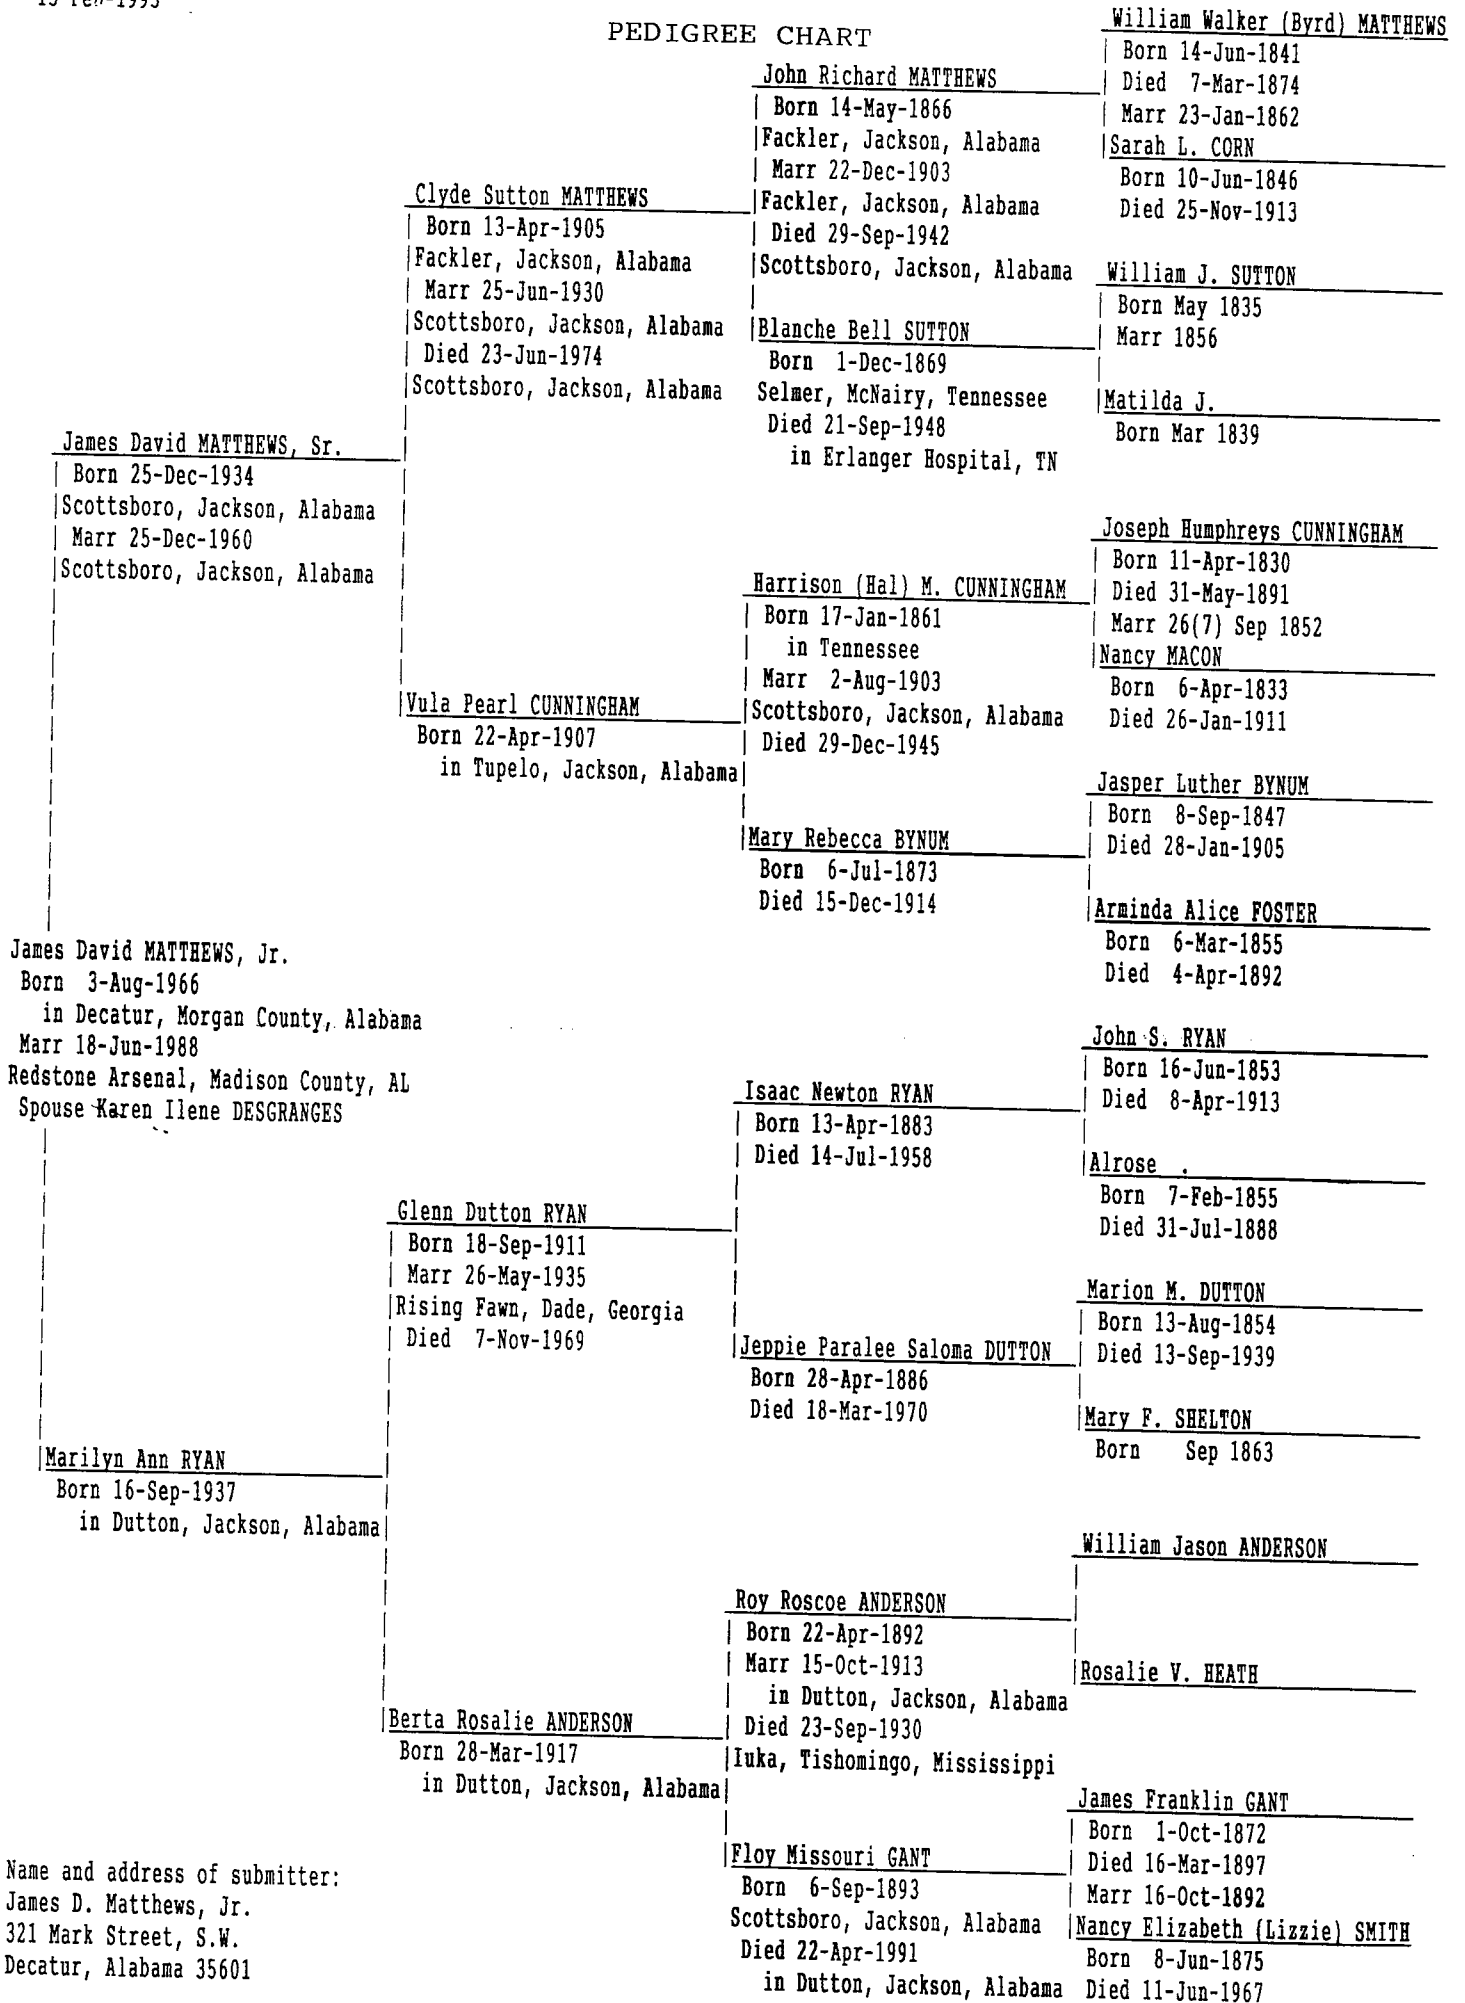 PEDIGREE CHART
William Walker (Byrd) MATTHEWS
Born 14-Jun-1841
Died 7-Mar-1874
Marr 23-Jan-1862
Sarah L. CORN
Born 10-Jun-1846
Died 25-Nov-1913
John Richard MATTHEWS
Born 14-May-1866
Fackler, Jackson, Alabama
Marr 22-Dec-1903
Fackler, Jackson, Alabama
Died 29-Sep-1942
Scottsboro, Jackson, Alabama
Clyde Sutton MATTHEWS
Born 13-Apr-1905
Fackler, Jackson, Alabama
Marr 25-Jun-1930
Scottsboro, Jackson, Alabama
Died 23-Jun-1974
Scottsboro, Jackson, Alabama
William J. SUTTON
Born May 1835
Marr 1856
Matilda J.
Born Mar 1839
Blanche Bell SUTTON
Born 1-Dec-1869
Selmer, McNairy, Tennessee
Died 21-Sep-1948
in Erlanger Hospital, TN
James David MATTHEWS, Sr.
Born 25-Dec-1934
Scottsboro, Jackson, Alabama
Marr 25-Dec-1960
Scottsboro, Jackson, Alabama
Joseph Humphreys CUNNINGHAM
Born 11-Apr-1830
Died 31-May-1891
Marr 26(7) Sep 1852
Nancy MACON
Born 6-Apr-1833
Died 26-Jan-1911
Harrison (Hal) M. CUNNINGHAM
Born 17-Jan-1861
in Tennessee
Marr 2-Aug-1903
Scottsboro, Jackson, Alabama
Died 29-Dec-1945
Vula Pearl CUNNINGHAM
Born 22-Apr-1907
in Tupelo, Jackson, Alabama
Jasper Luther BYNUM
Born 8-Sep-1847
Died 28-Jan-1905
Arminda Alice FOSTER
Born 6-Mar-1855
Died 4-Apr-1892
Mary Rebecca BYNUM
Born 6-Jul-1873
Died 15-Dec-1914
James David MATTHEWS, Jr.
Born 3-Aug-1966
in Decatur, Morgan County, Alabama
Marr 18-Jun-1988
Redstone Arsenal, Madison County, AL
Spouse Karen Ilene DESGRANGES
John S. RYAN
Born 16-Jun-1853
Died 8-Apr-1913
Alrose .
Born 7-Feb-1855
Died 31-Jul-1888
Isaac Newton RYAN
Born 13-Apr-1883
Died 14-Jul-1958
Glenn Dutton RYAN
Born 18-Sep-1911
Marr 26-May-1935
Rising Fawn, Dade, Georgia
Died 7-Nov-1969
Marion M. DUTTON
Born 13-Aug-1854
Died 13-Sep-1939
Mary F. SHELTON
Born Sep 1863
Jeppie Paralee Saloma DUTTON
Born 28-Apr-1886
Died 18-Mar-1970
Marilyn Ann RYAN
Born 16-Sep-1937
in Dutton, Jackson, Alabama
William Jason ANDERSON
Rosalie V. HEATH
Roy Roscoe ANDERSON
Born 22-Apr-1892
Marr 15-Oct-1913
in Dutton, Jackson, Alabama
Died 23-Sep-1930
Iuka, Tishomingo, Mississippi
Berta Rosalie ANDERSON
Born 28-Mar-1917
in Dutton, Jackson, Alabama
James Franklin GANT
Born 1-Oct-1872
Died 16-Mar-1897
Marr 16-Oct-1892
Nancy Elizabeth (Lizzie) SMITH
Born 8-Jun-1875
Died 11-Jun-1967
Floy Missouri GANT
Born 6-Sep-1893
Scottsboro, Jackson, Alabama
Died 22-Apr-1991
in Dutton, Jackson, Alabama
Name and address of submitter:
James D. Matthews, Jr.
321 Mark Street, S.W.
Decatur, Alabama 35601